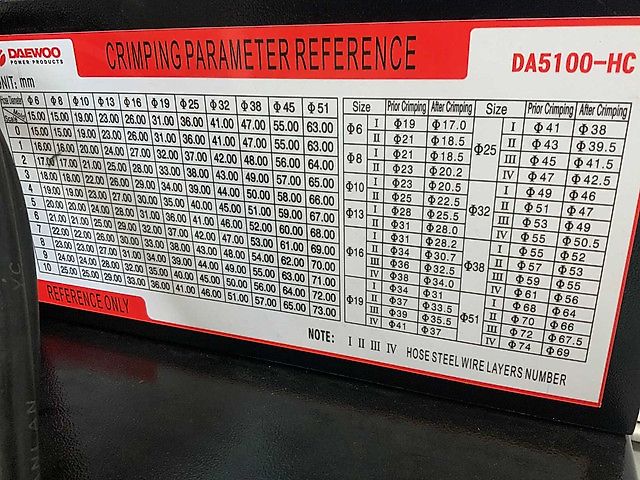 DAEWOO
POWER PRODUCTS
CRIMPING PARAMETER REFERENCE
DA5100-HC
UNIT: mm
Hose Diameter Scale Φ6 Φ8 Φ10 Φ13 Φ16 Φ19 Φ25 Φ32 Φ38 Φ45 Φ51
0 15.00 15.00 19.00 23.00 26.00 31.00 36.00 41.00 47.00 55.00 63.00
1 16.00 16.00 20.00 24.00 27.00 32.00 37.00 42.00 48.00 56.00 64.00
2 17.00 17.00 21.00 25.00 28.00 33.00 38.00 43.00 49.00 57.00 65.00
3 18.00 18.00 22.00 26.00 29.00 34.00 39.00 44.00 50.00 58.00 66.00
4 19.00 19.00 23.00 27.00 30.00 35.00 40.00 45.00 51.00 59.00 67.00
5 20.00 20.00 24.00 28.00 31.00 36.00 41.00 46.00 52.00 60.00 68.00
6 21.00 21.00 25.00 29.00 32.00 37.00 42.00 47.00 53.00 61.00 69.00
7 22.00 22.00 26.00 30.00 33.00 38.00 43.00 48.00 54.00 62.00 70.00
8 23.00 23.00 27.00 31.00 34.00 39.00 44.00 49.00 55.00 63.00 71.00
9 24.00 24.00 28.00 32.00 35.00 40.00 45.00 50.00 56.00 64.00 72.00
10 25.00 25.00 29.00 33.00 36.00 41.00 46.00 51.00 57.00 65.00 73.00
REFERENCE ONLY
Size Prior Crimping After Crimping
Φ6 I Φ19 Φ17.0
II Φ21 Φ18.5
Φ8 I Φ21 Φ18.5
II Φ23 Φ20.2
Φ10 I Φ23 Φ20.5
II Φ25 Φ22.5
Φ13 I Φ28 Φ25.5
II Φ31 Φ28.0
Φ16 I Φ31 Φ28.2
II Φ34 Φ30.7
III Φ36 Φ32.5
IV Φ38 Φ34.0
Φ19 I Φ34 Φ31
II Φ37 Φ33.5
III Φ39 Φ35.5
IV Φ41 Φ37
Size Prior Crimping After Crimping
Φ25 I Φ41 Φ38
II Φ43 Φ39.5
III Φ45 Φ41.5
IV Φ47 Φ42.5
Φ32 I Φ49 Φ46
II Φ51 Φ47
III Φ53 Φ49
IV Φ55 Φ50.5
Φ38 I Φ55 Φ52
II Φ57 Φ53
III Φ59 Φ55
IV Φ61 Φ56
Φ51 I Φ68 Φ64
II Φ70 Φ66
III Φ72 Φ67.5
IV Φ74 Φ69
NOTE: I II III IV HOSE STEEL WIRE LAYERS NUMBER